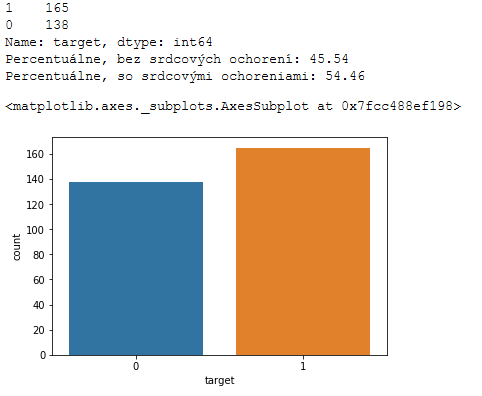 1    165
0    138
Name: target, dtype: int64
Percentuálne, bez srdcových ochorení: 45.54
Percentuálne, so srdcovými ochoreniami: 54.46
<matplotlib.axes._subplots.AxesSubplot at 0x7fcc488ef198>
160
140
120
100
80
60
40
20
0
count
0 1
target